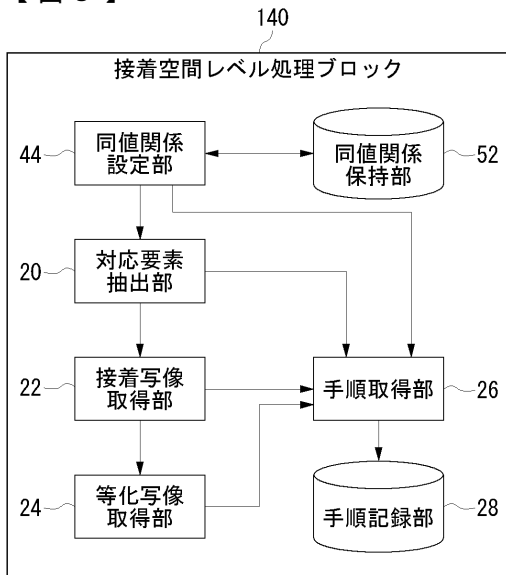 140
接着空間レベル処理ブロック
44
同値関係
設定部
同値関係
保持部
52
20
対応要素
抽出部
22
接着写像
取得部
手順取得部
26
24
等化写像
取得部
手順記録部
28